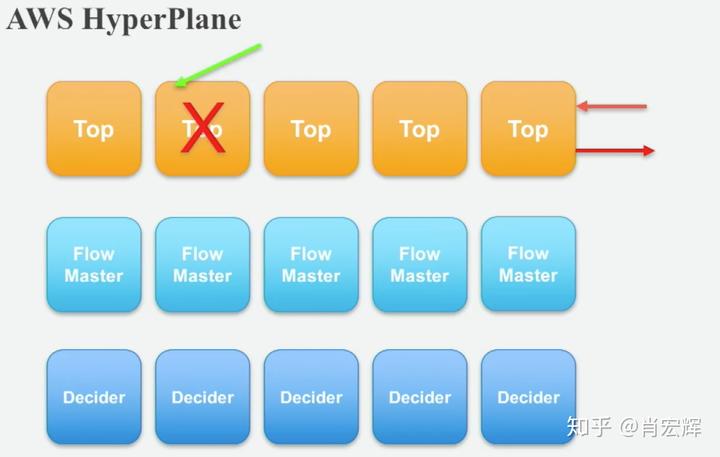 AWS HyperPlane
Top
Top
Top
Top
Top
Flow
Master
Flow
Master
Flow
Master
Flow
Master
Flow
Master
Decider
Decider
Decider
Decider
Decider
知乎 @肖宏辉